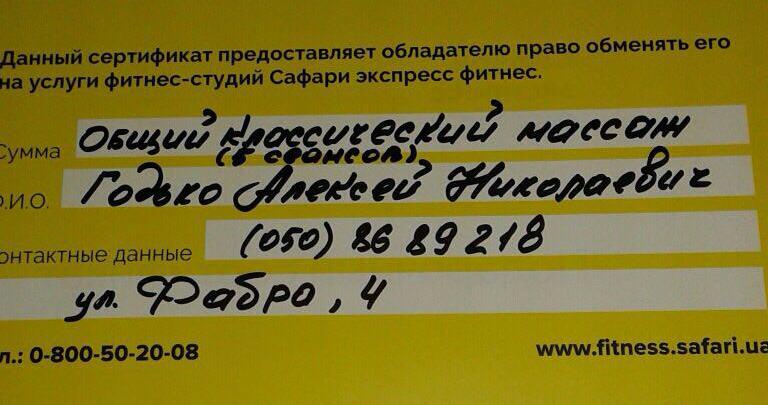 Данный сертификат предоставляет обладателю право обменять его
на услуги фитнес-студий Сафари экспресс фитнес.
Сумма Общий классический массаж
(5 сеансов)
Ф.И.О. Годько Алексей Николаевич
онтактные данные (050) 86 89 218
ул. Фабра, 4
л.: 0-800-50-20-08 www.fitness.safari.ua